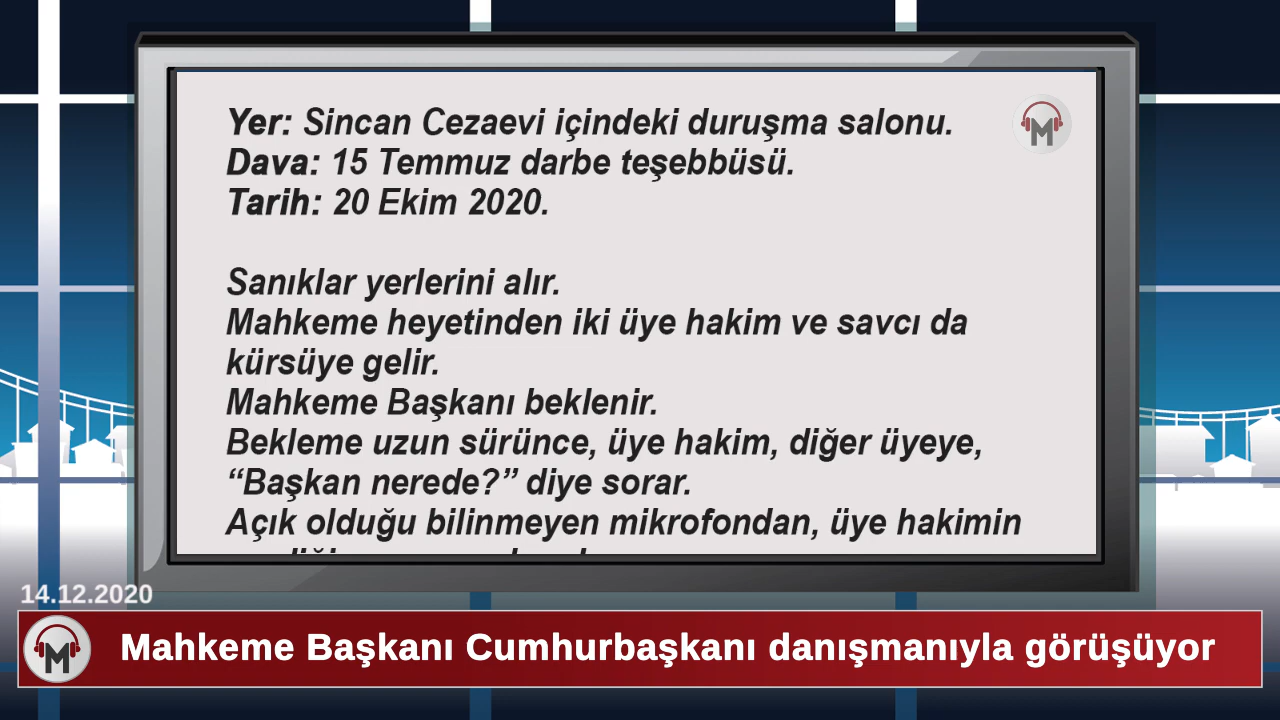 Yer: Sincan Cezaevi içindeki duruşma salonu.
Dava: 15 Temmuz darbe teşebbüsü.
Tarih: 20 Ekim 2020.
Sanıklar yerlerini alır.
Mahkeme heyetinden iki üye hakim ve savcı da
kürsüye gelir.
Mahkeme Başkanı beklenir.
Bekleme uzun sürünce, üye hakim, diğer üyeye,
“Başkan nerede?” diye sorar.
Açık olduğu bilinmeyen mikrofondan, üye hakimin
14.12.2020
Mahkeme Başkanı Cumhurbaşkanı danışmanıyla görüşüyor